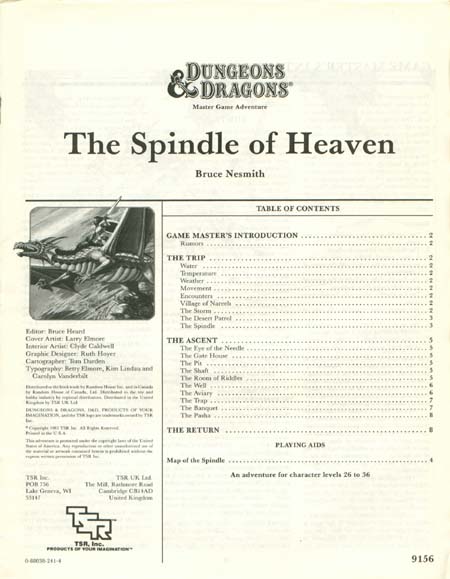 DUNGEONS
& DRAGONS®
Master Game Adventure
The Spindle of Heaven
Bruce Nesmith
TABLE OF CONTENTS
GAME MASTER'S INTRODUCTION 2
Rumors 2
THE TRIP 2
Water 2
Temperature 2
Weather 2
Movement 2
Encounters 2
Village of Narreeh 2
The Storm 2
The Desert Patrol 3
The Spindle 3
THE ASCENT 5
The Eye of the Needle 5
The Gate House 5
The Pit 5
The Shaft 5
The Room of Riddles 5
The Well 6
The Aviary 6
The Trap 7
The Banquet 7
The Pasha 8
THE RETURN 8
PLAYING AIDS
Map of the Spindle 4
An adventure for character levels 26 to 36
Editor: Bruce Heard
Cover Artist: Larry Elmore
Interior Artist: Clyde Caldwell
Graphic Designer: Ruth Hoyer
Cartographer: Tom Darden
Typography: Betty Elmore, Kim Lindau and
Carolyn Vanderbilt
Distributed to the book trade by Random House Inc. and in Canada
by Random House of Canada, Ltd. Distributed to the toy and
hobby industry by regional distributors. Distributed in the United
Kingdom by TSR UK Ltd.
DUNGEONS & DRAGONS, D&D, PRODUCTS OF YOUR
IMAGINATION, and the TSR logo are trademarks owned by TSR
Inc.
All Rights Reserved.
Printed in the U.S.A.
This adventure is protected under the copyright laws of the United
States of America. Any reproduction or other unauthorized use of
the material or artwork contained herein is prohibited without the
express written permission of TSR Inc.
TSR Inc.
POB 756
Lake Geneva, WI
53147
TSR UK Ltd.
The Mill, Rathmore Road
Cambridge CB14AD
United Kingdom
TSR
TSR, Inc.
PRODUCTS OF YOUR IMAGINATION™
0-88038-241-4
9156